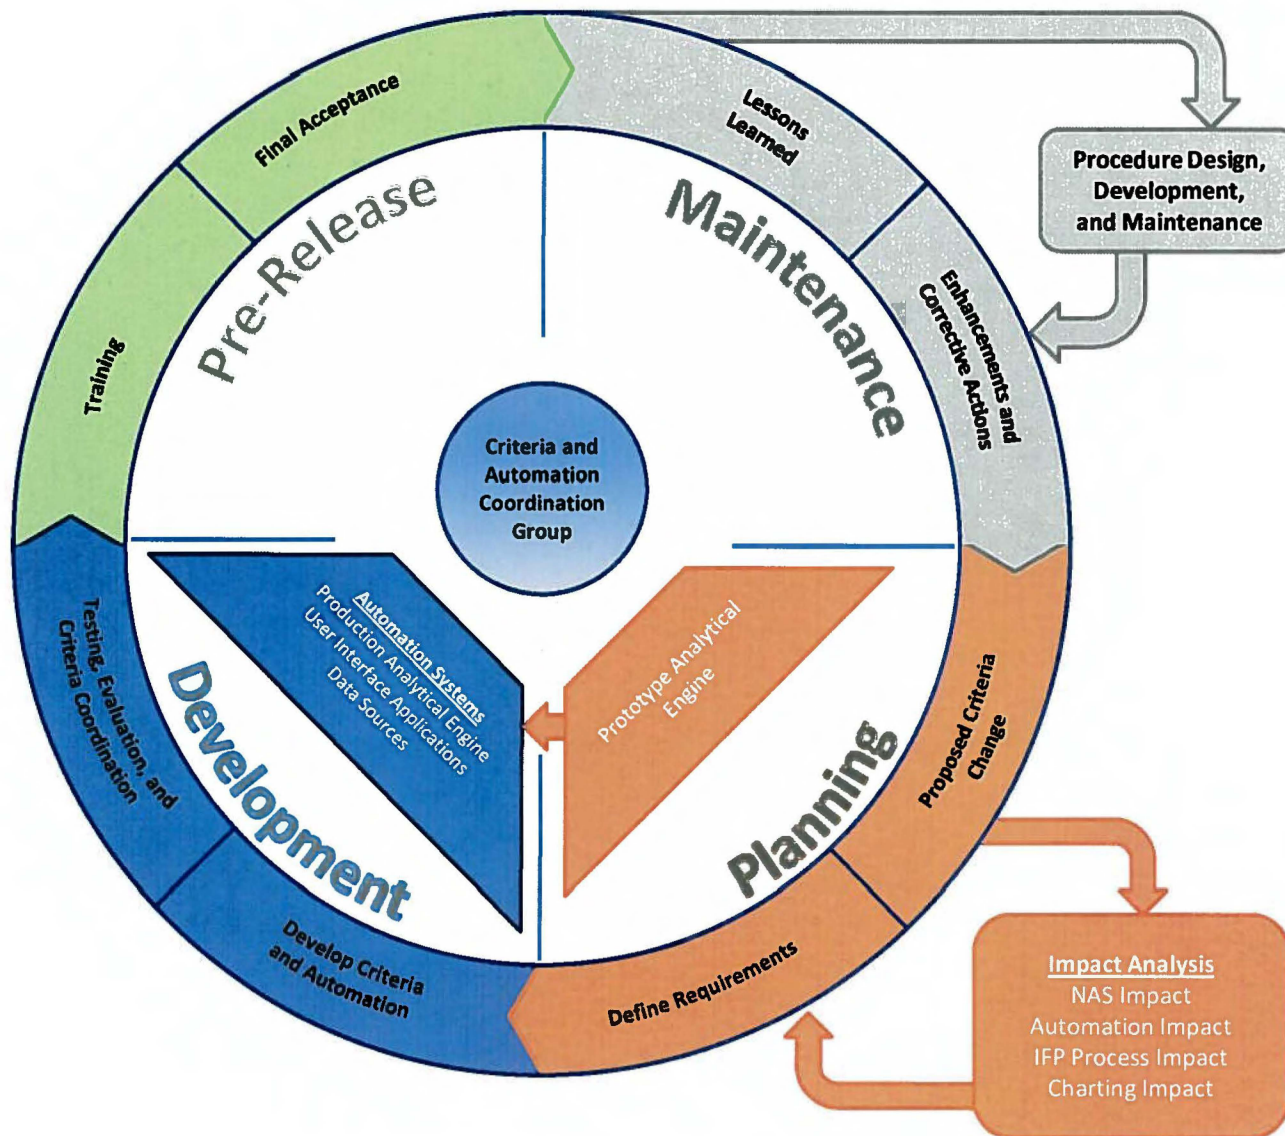 Final Acceptance
Lessons
Learned
Procedure Design,
Development,
and Maintenance
Pre-Release
Maintenance
Training
Enhancements and
Corrective Actions
Criteria and
Automation
Coordination
Group
Testing, Evaluation, and
Criteria Coordination
Automation Systems
Production Analytical Engine
User Interface Applications
Data Sources
Prototype Analytical
Engine
Proposed Criteria
Change
Development
Planning
Develop Criteria
and Automation
Define Requirements
Impact Analysis
NAS Impact
Automation Impact
IFP Process Impact
Charting Impact